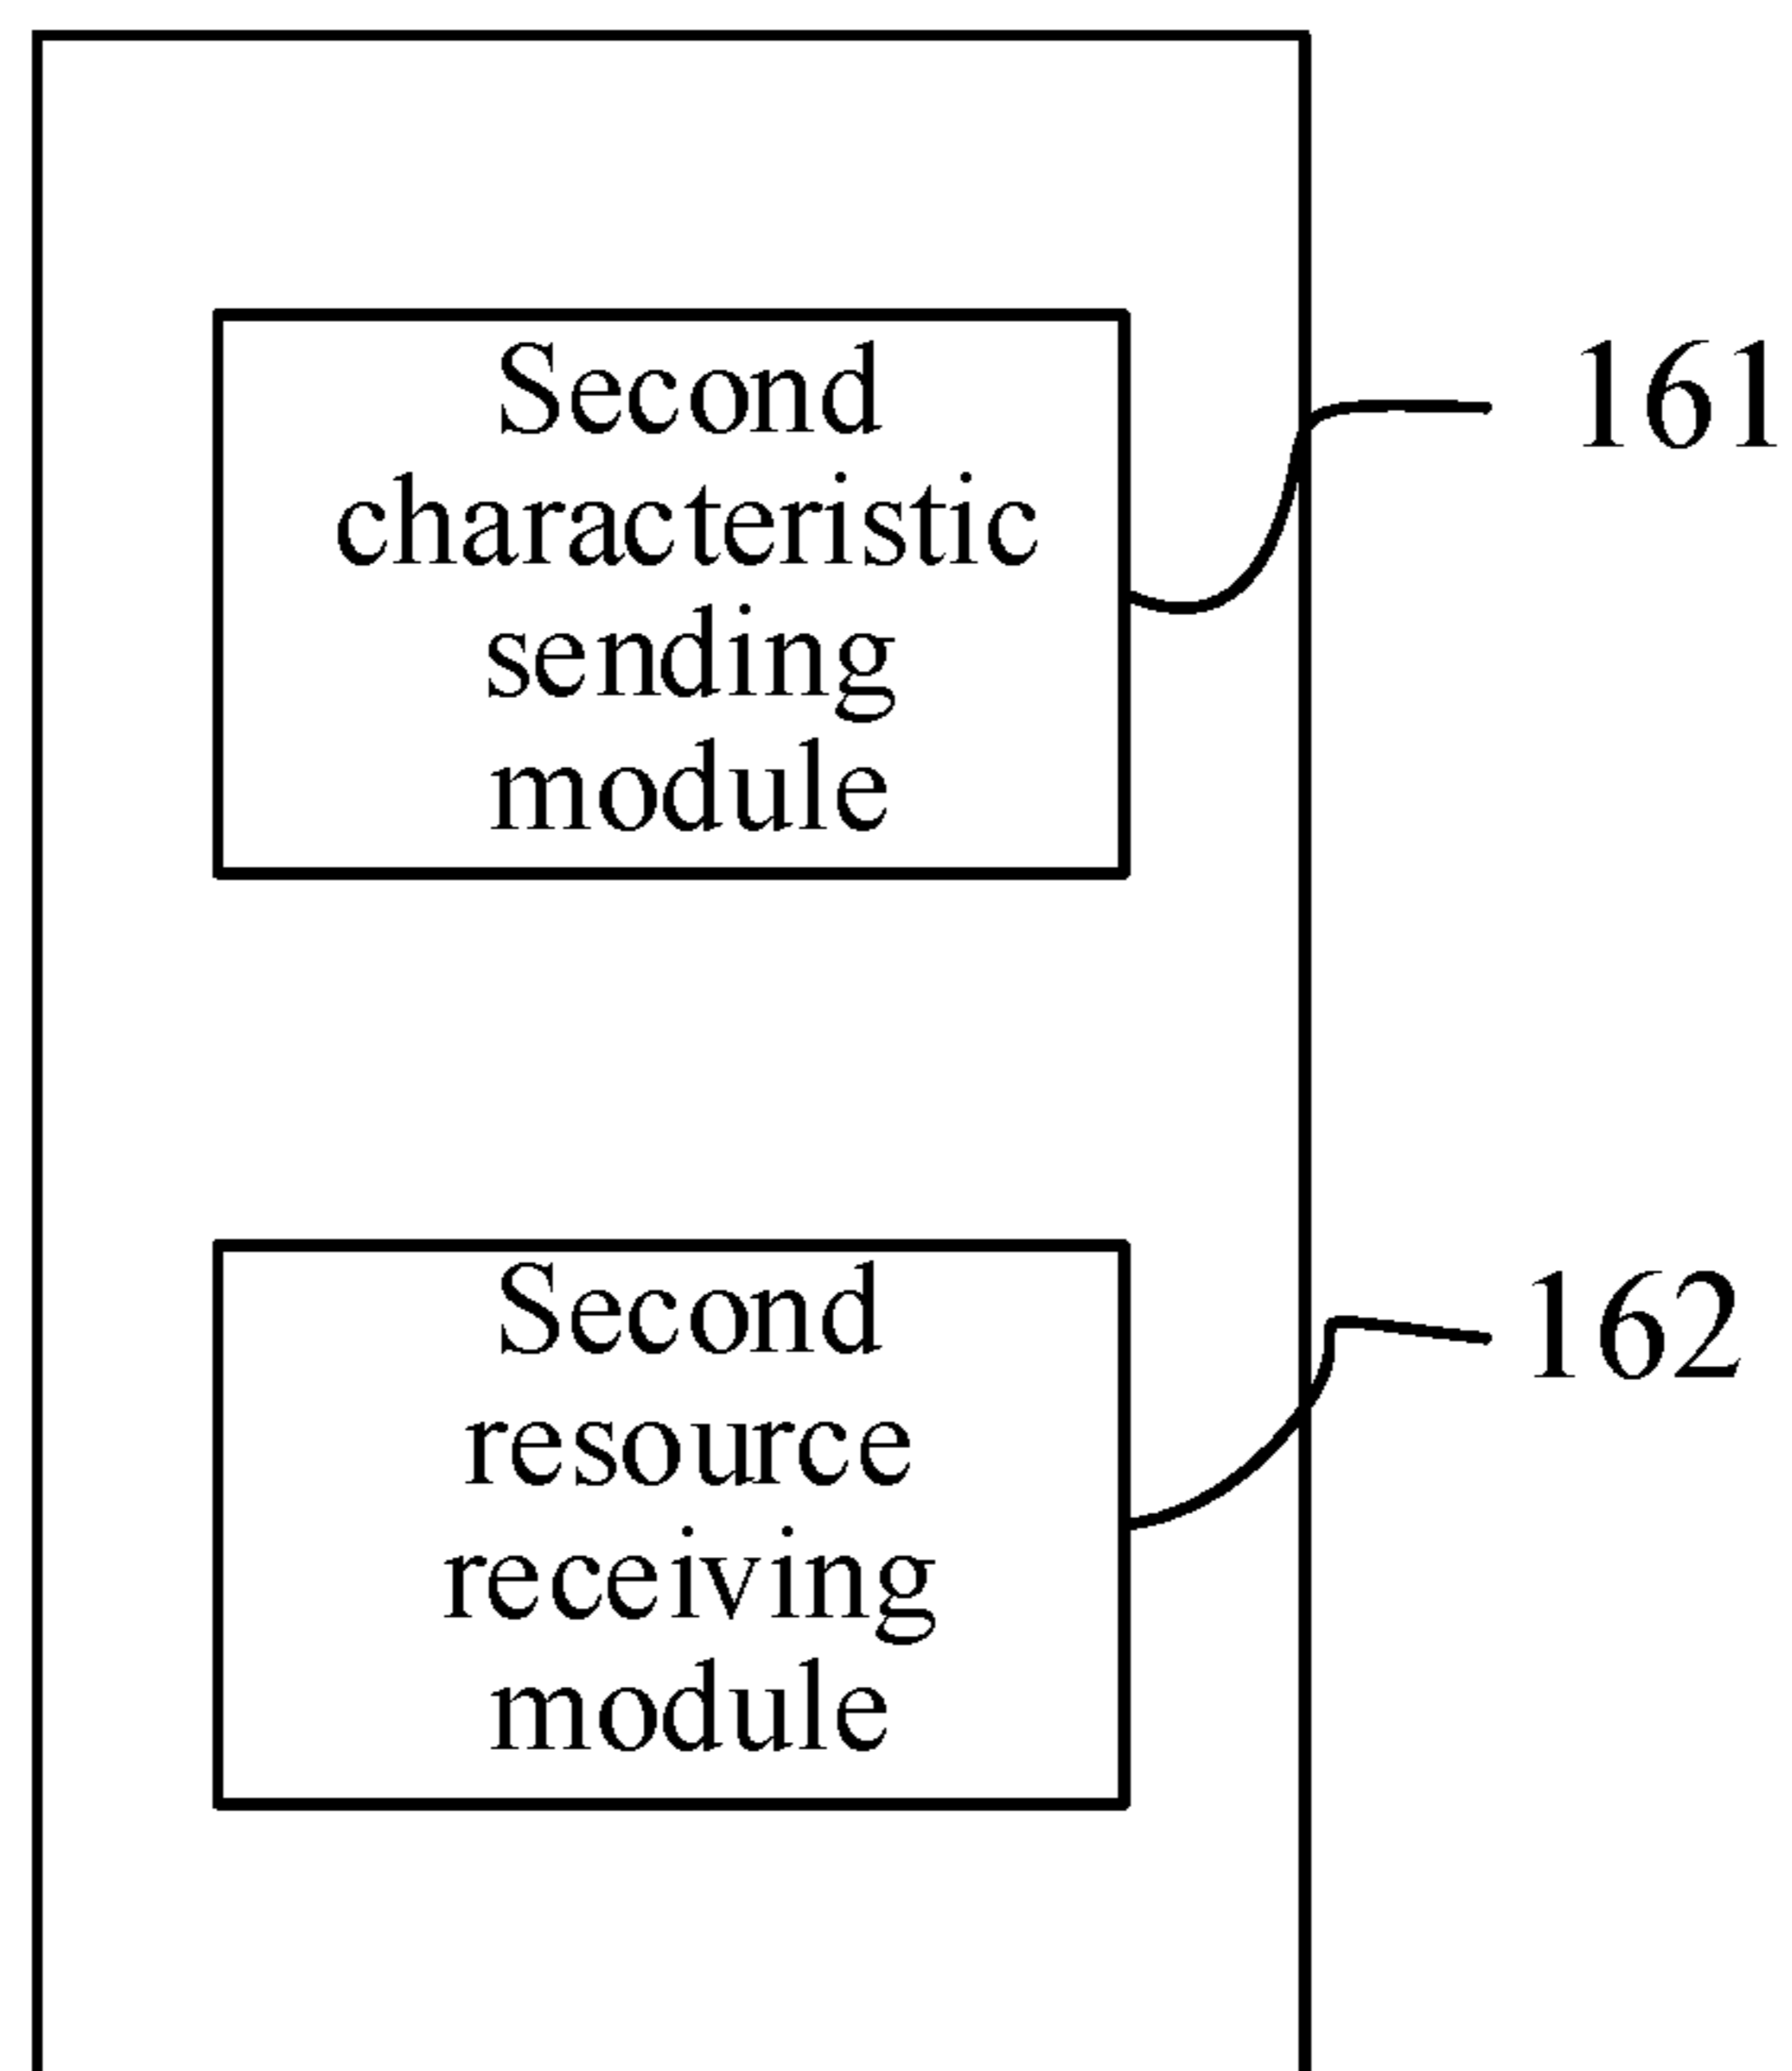 Second
characteristic
sending
module
161
Second
resource
receiving
module
162